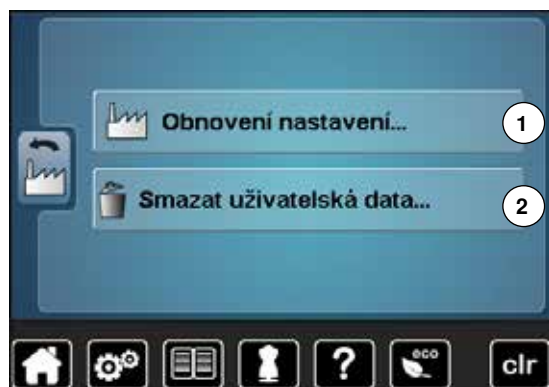 Obnovení nastavení...
1
Smazat uživatelská data...
2
?
eco
clr